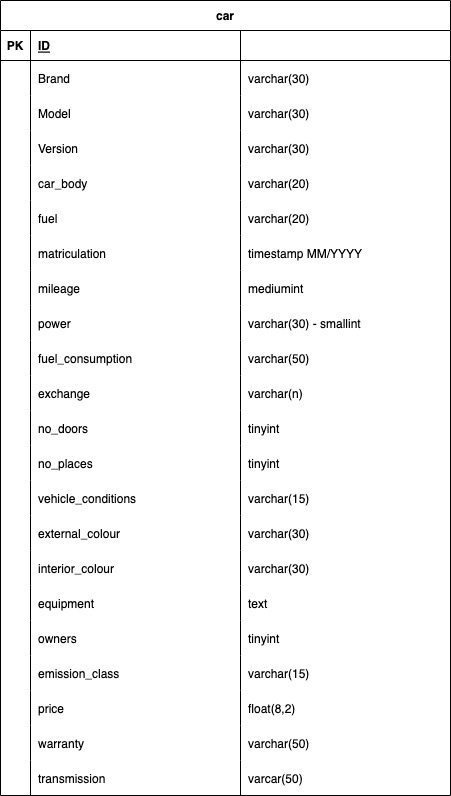 car
PK ID
Brand varchar(30)
Model varchar(30)
Version varchar(30)
car_body varchar(20)
fuel varchar(20)
matriculation timestamp MM/YYYY
mileage mediumint
power varchar(30) - smallint
fuel_consumption varchar(50)
exchange varchar(n)
no_doors tinyint
no_places tinyint
vehicle_conditions varchar(15)
external_colour varchar(30)
interior_colour varchar(30)
equipment text
owners tinyint
emission_class varchar(15)
price float(8,2)
warranty varchar(50)
transmission varcar(50)